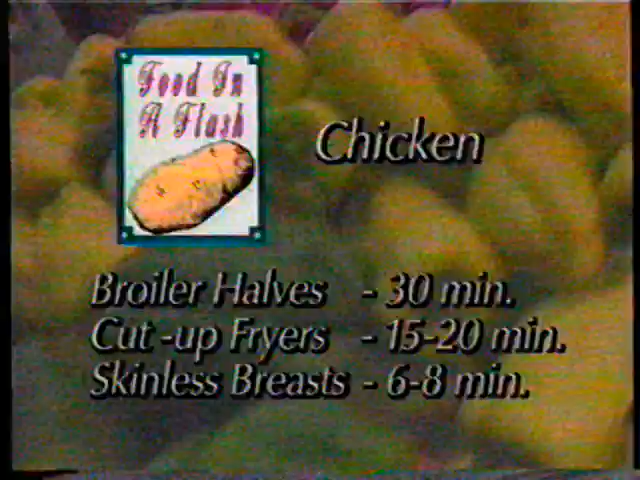 Food In
A Flash
Chicken
Broiler Halves - 30 min.
Cut-up Fryers - 15-20 min.
Skinless Breasts - 6-8 min.